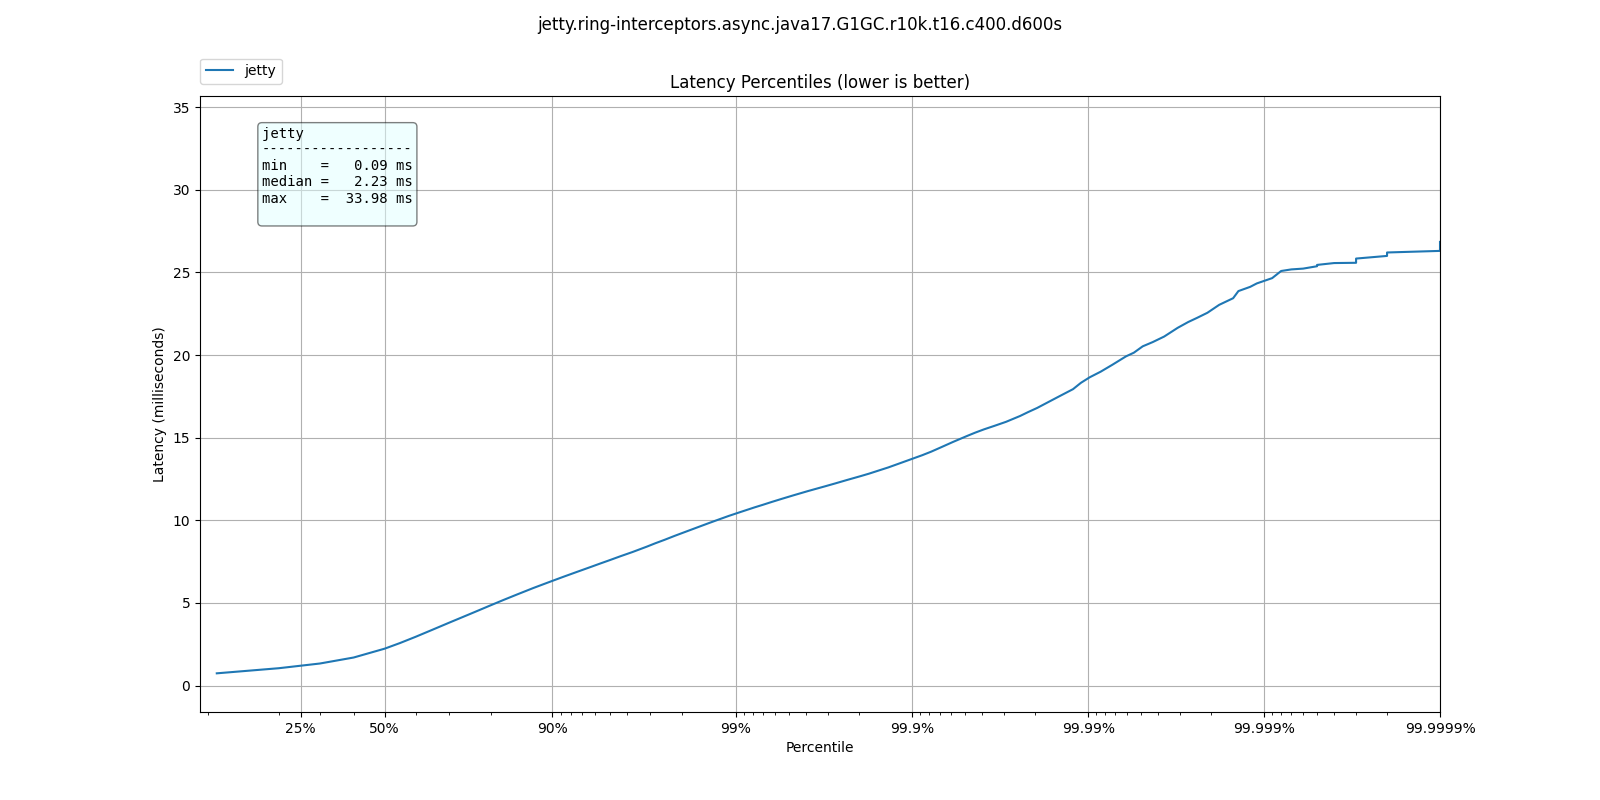 jetty.ring-interceptors.async.java17.G1GC.r10k.t16.c400.d600s
jetty
Latency Percentiles (lower is better)
35
30
25
20
15
10
5
0
Latency (milliseconds)
jetty
------------------
min    =   0.09 ms
median =   2.23 ms
max    =  33.98 ms
25% 50% 90% 99% 99.9% 99.99% 99.999% 99.9999%
Percentile